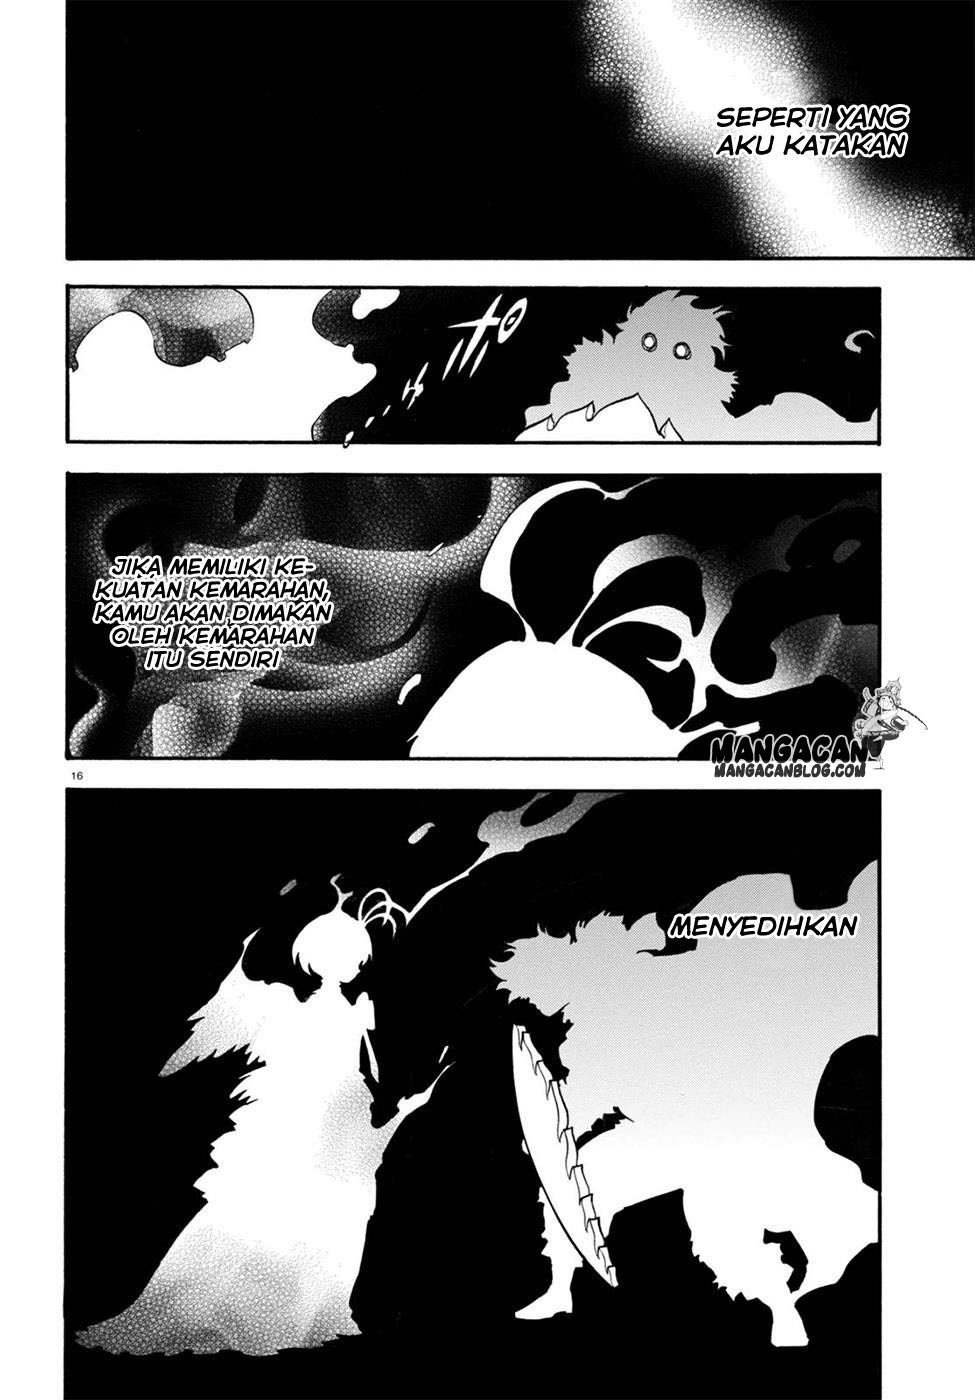 SEPERTI YANG
AKU KATAKAN
JIKA MEMILIKI KE-
KUATAN KEMARAHAN,
KAMU AKAN DIMAKAN
OLEH KEMARAHAN
ITU SENDIRI
MANGACAN
MANGACANBLOG.COM
16
MENYEDIHKAN